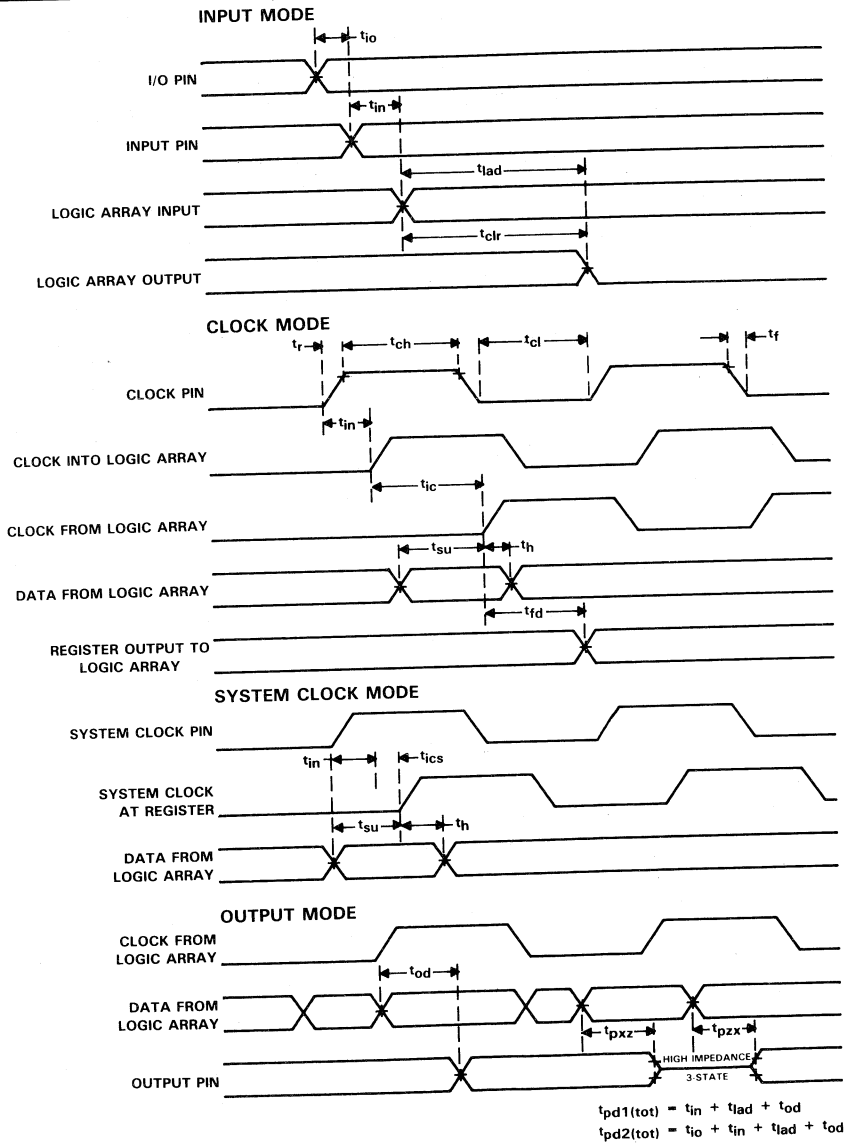 INPUT MODE
tio
I/O PIN
tin
INPUT PIN
tlad
LOGIC ARRAY INPUT
tclr
LOGIC ARRAY OUTPUT
CLOCK MODE
tr
tch
tcl
tf
CLOCK PIN
tin
CLOCK INTO LOGIC ARRAY
tic
CLOCK FROM LOGIC ARRAY
tsu
th
DATA FROM LOGIC ARRAY
tfd
REGISTER OUTPUT TO
LOGIC ARRAY
SYSTEM CLOCK MODE
SYSTEM CLOCK PIN
tin
tics
SYSTEM CLOCK
AT REGISTER
tsu
th
DATA FROM
LOGIC ARRAY
OUTPUT MODE
CLOCK FROM
LOGIC ARRAY
tod
DATA FROM
LOGIC ARRAY
tpxz
tpzx
HIGH IMPEDANCE
3-STATE
OUTPUT PIN
tpd1(tot) = tin + tlad + tod
tpd2(tot) = tio + tin + tlad + tod